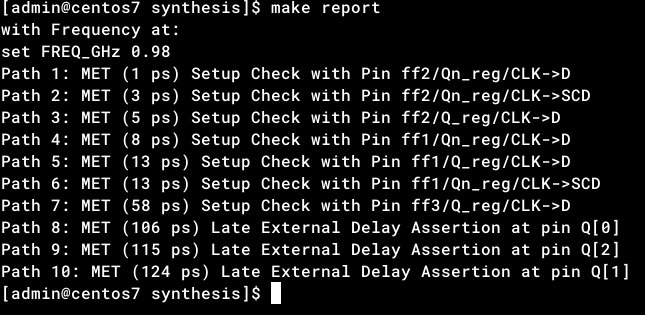 [admin@centos7 synthesis]$ make report
with Frequency at:
set FREQ_GHz 0.98
Path 1: MET (1 ps) Setup Check with Pin ff2/Qn_reg/CLK->D
Path 2: MET (3 ps) Setup Check with Pin ff2/Qn_reg/CLK->SCD
Path 3: MET (5 ps) Setup Check with Pin ff2/Q_reg/CLK->D
Path 4: MET (8 ps) Setup Check with Pin ff1/Qn_reg/CLK->D
Path 5: MET (13 ps) Setup Check with Pin ff1/Q_reg/CLK->D
Path 6: MET (13 ps) Setup Check with Pin ff1/Qn_reg/CLK->SCD
Path 7: MET (58 ps) Setup Check with Pin ff3/Q_reg/CLK->D
Path 8: MET (106 ps) Late External Delay Assertion at pin Q[0]
Path 9: MET (115 ps) Late External Delay Assertion at pin Q[2]
Path 10: MET (124 ps) Late External Delay Assertion at pin Q[1]
[admin@centos7 synthesis]$